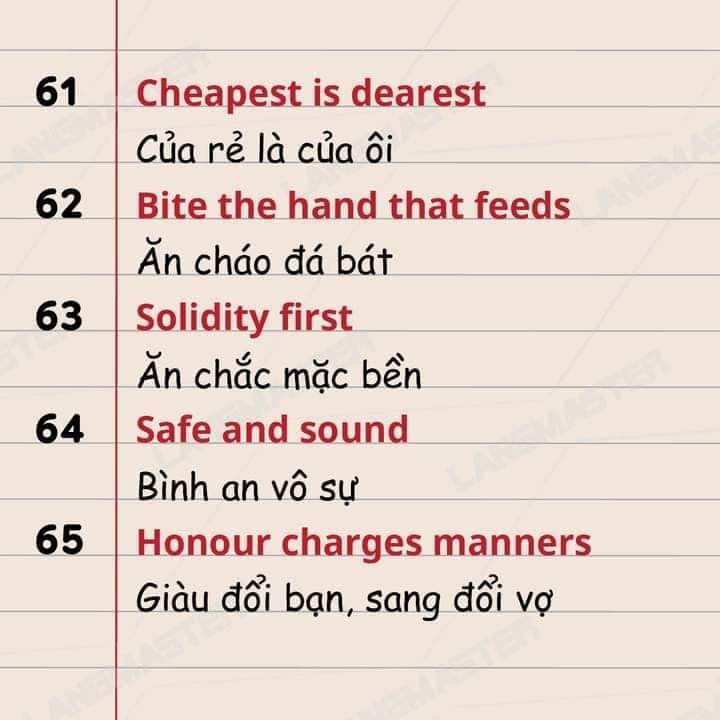 61 Cheapest is dearest
Của rẻ là của ôi
62 Bite the hand that feeds
Ăn cháo đá bát
63 Solidity first
Ăn chắc mặc bền
64 Safe and sound
Bình an vô sự
65 Honour charges manners
Giàu đổi bạn, sang đổi vợ
LANGMASTER